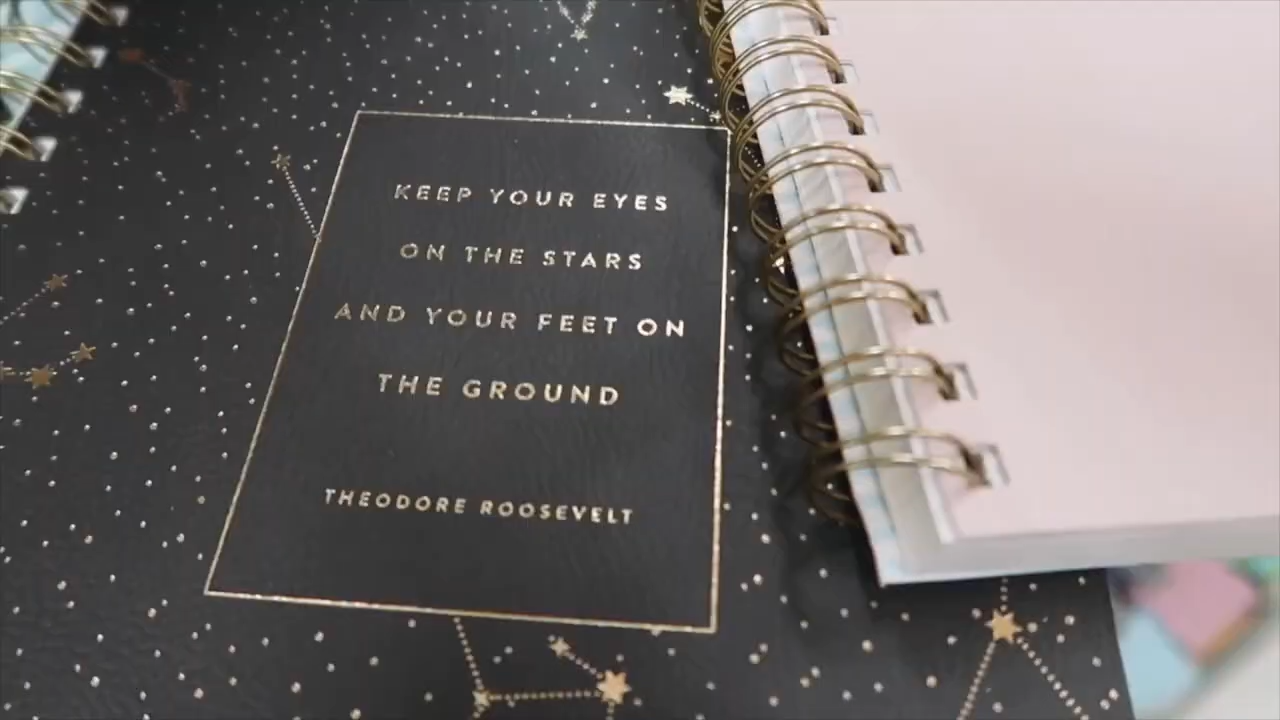 KEEP YOUR EYES
ON THE STARS
AND YOUR FEET ON
THE GROUND
THEODORE ROOSEVELT